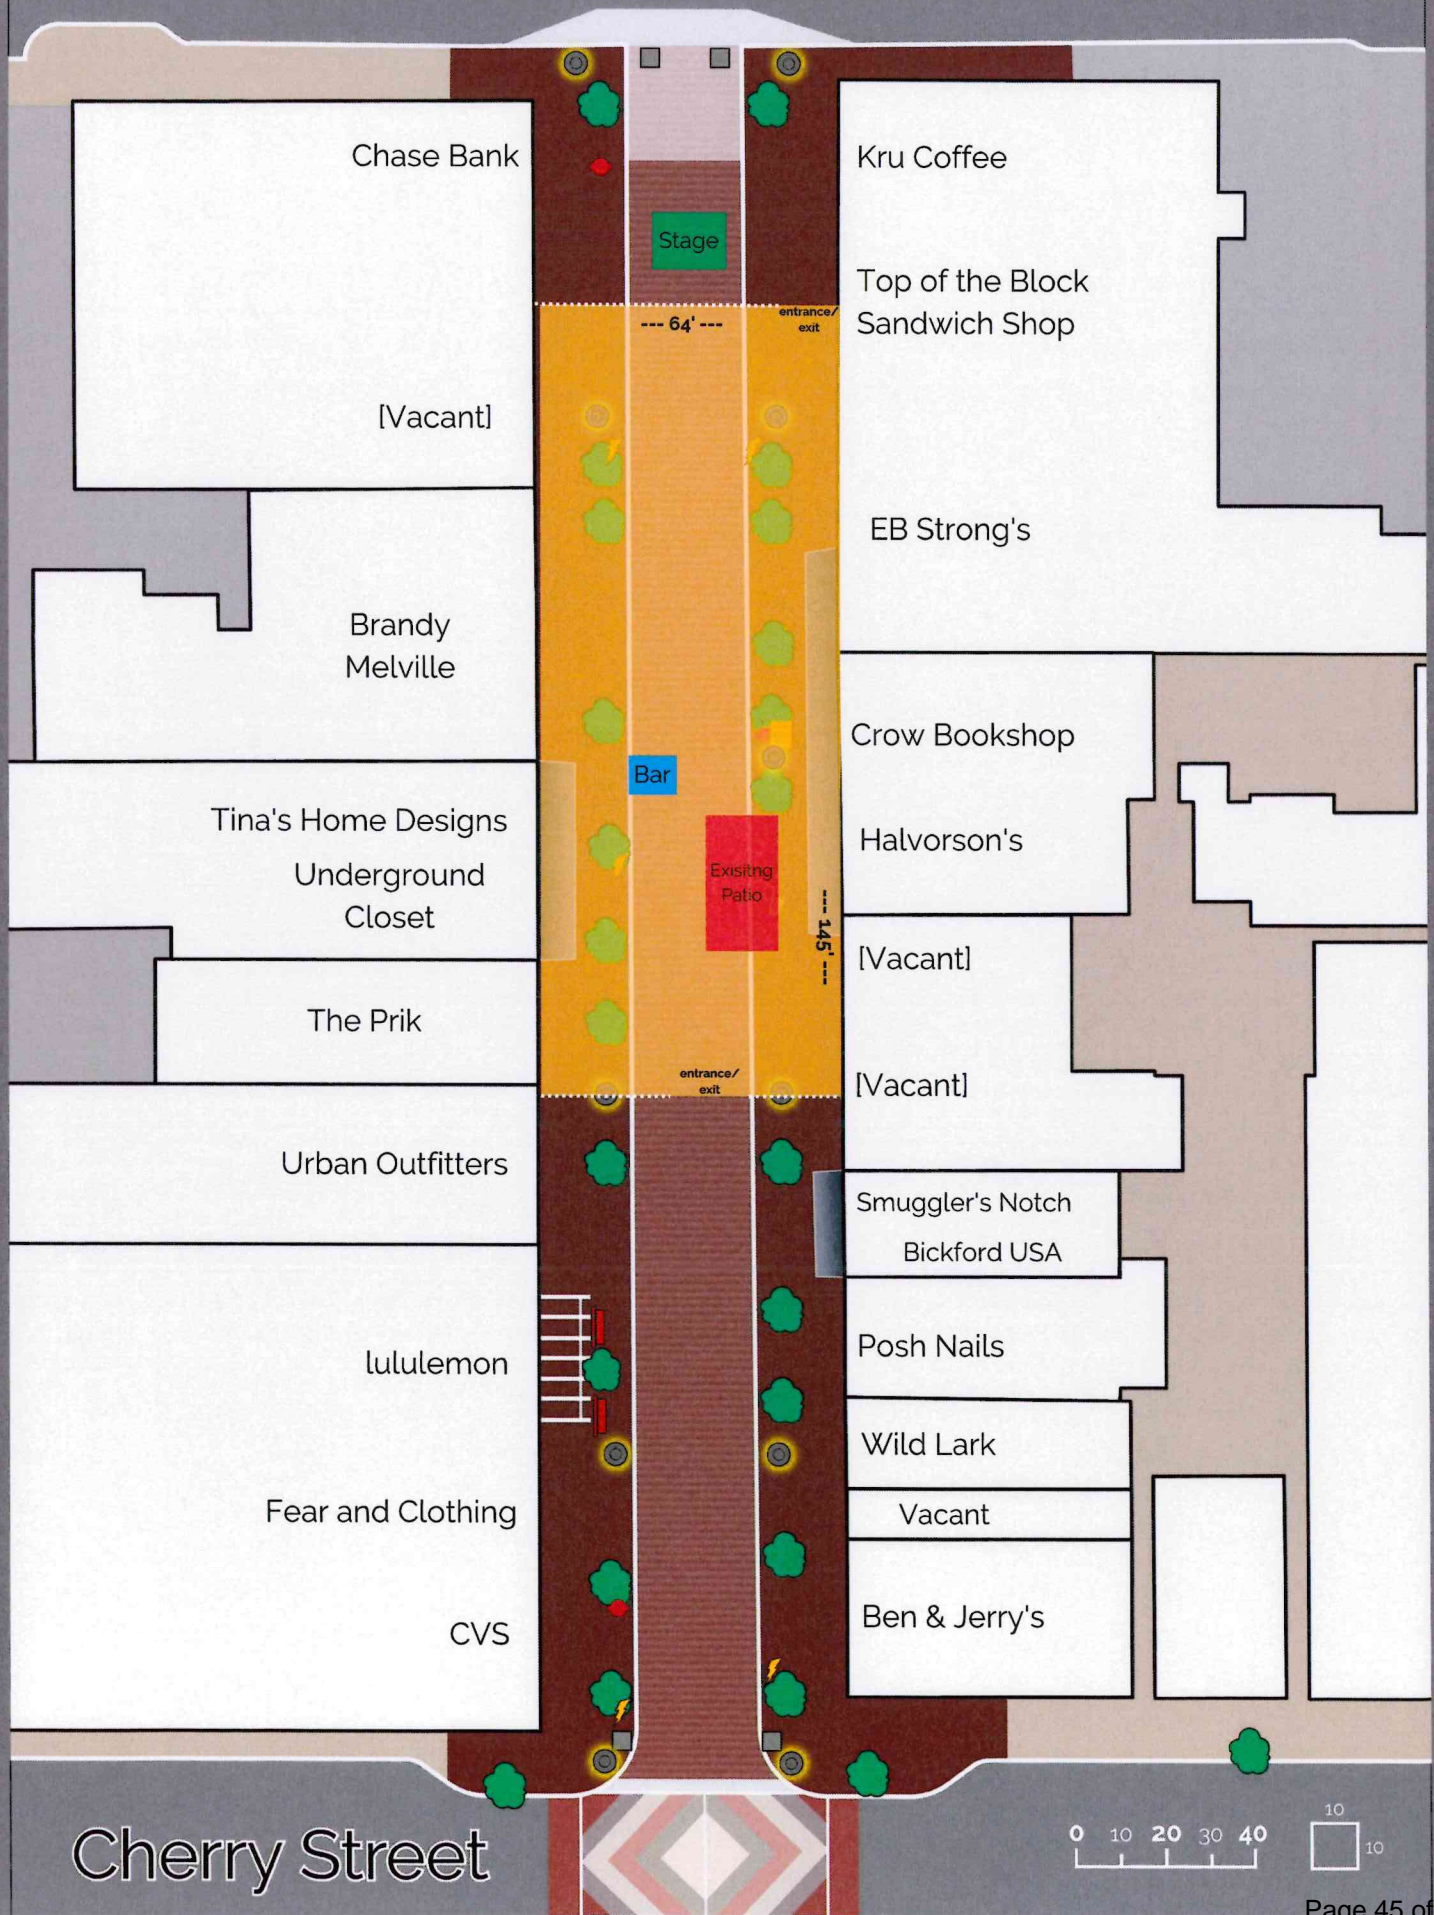 Chase Bank
Kru Coffee
Stage
Top of the Block
Sandwich Shop
entrance/
exit
--- 64' ---
[Vacant]
EB Strong's
Brandy
Melville
Crow Bookshop
Bar
Tina's Home Designs
Halvorson's
Underground
Closet
Exisitng
Patio
--- 145' ---
[Vacant]
The Prik
entrance/
exit
[Vacant]
Urban Outfitters
Smuggler's Notch
Bickford USA
lululemon
Posh Nails
Wild Lark
Fear and Clothing
Vacant
Ben & Jerry's
CVS
Cherry Street
0 10 20 30 40
10
10
Page 45 of